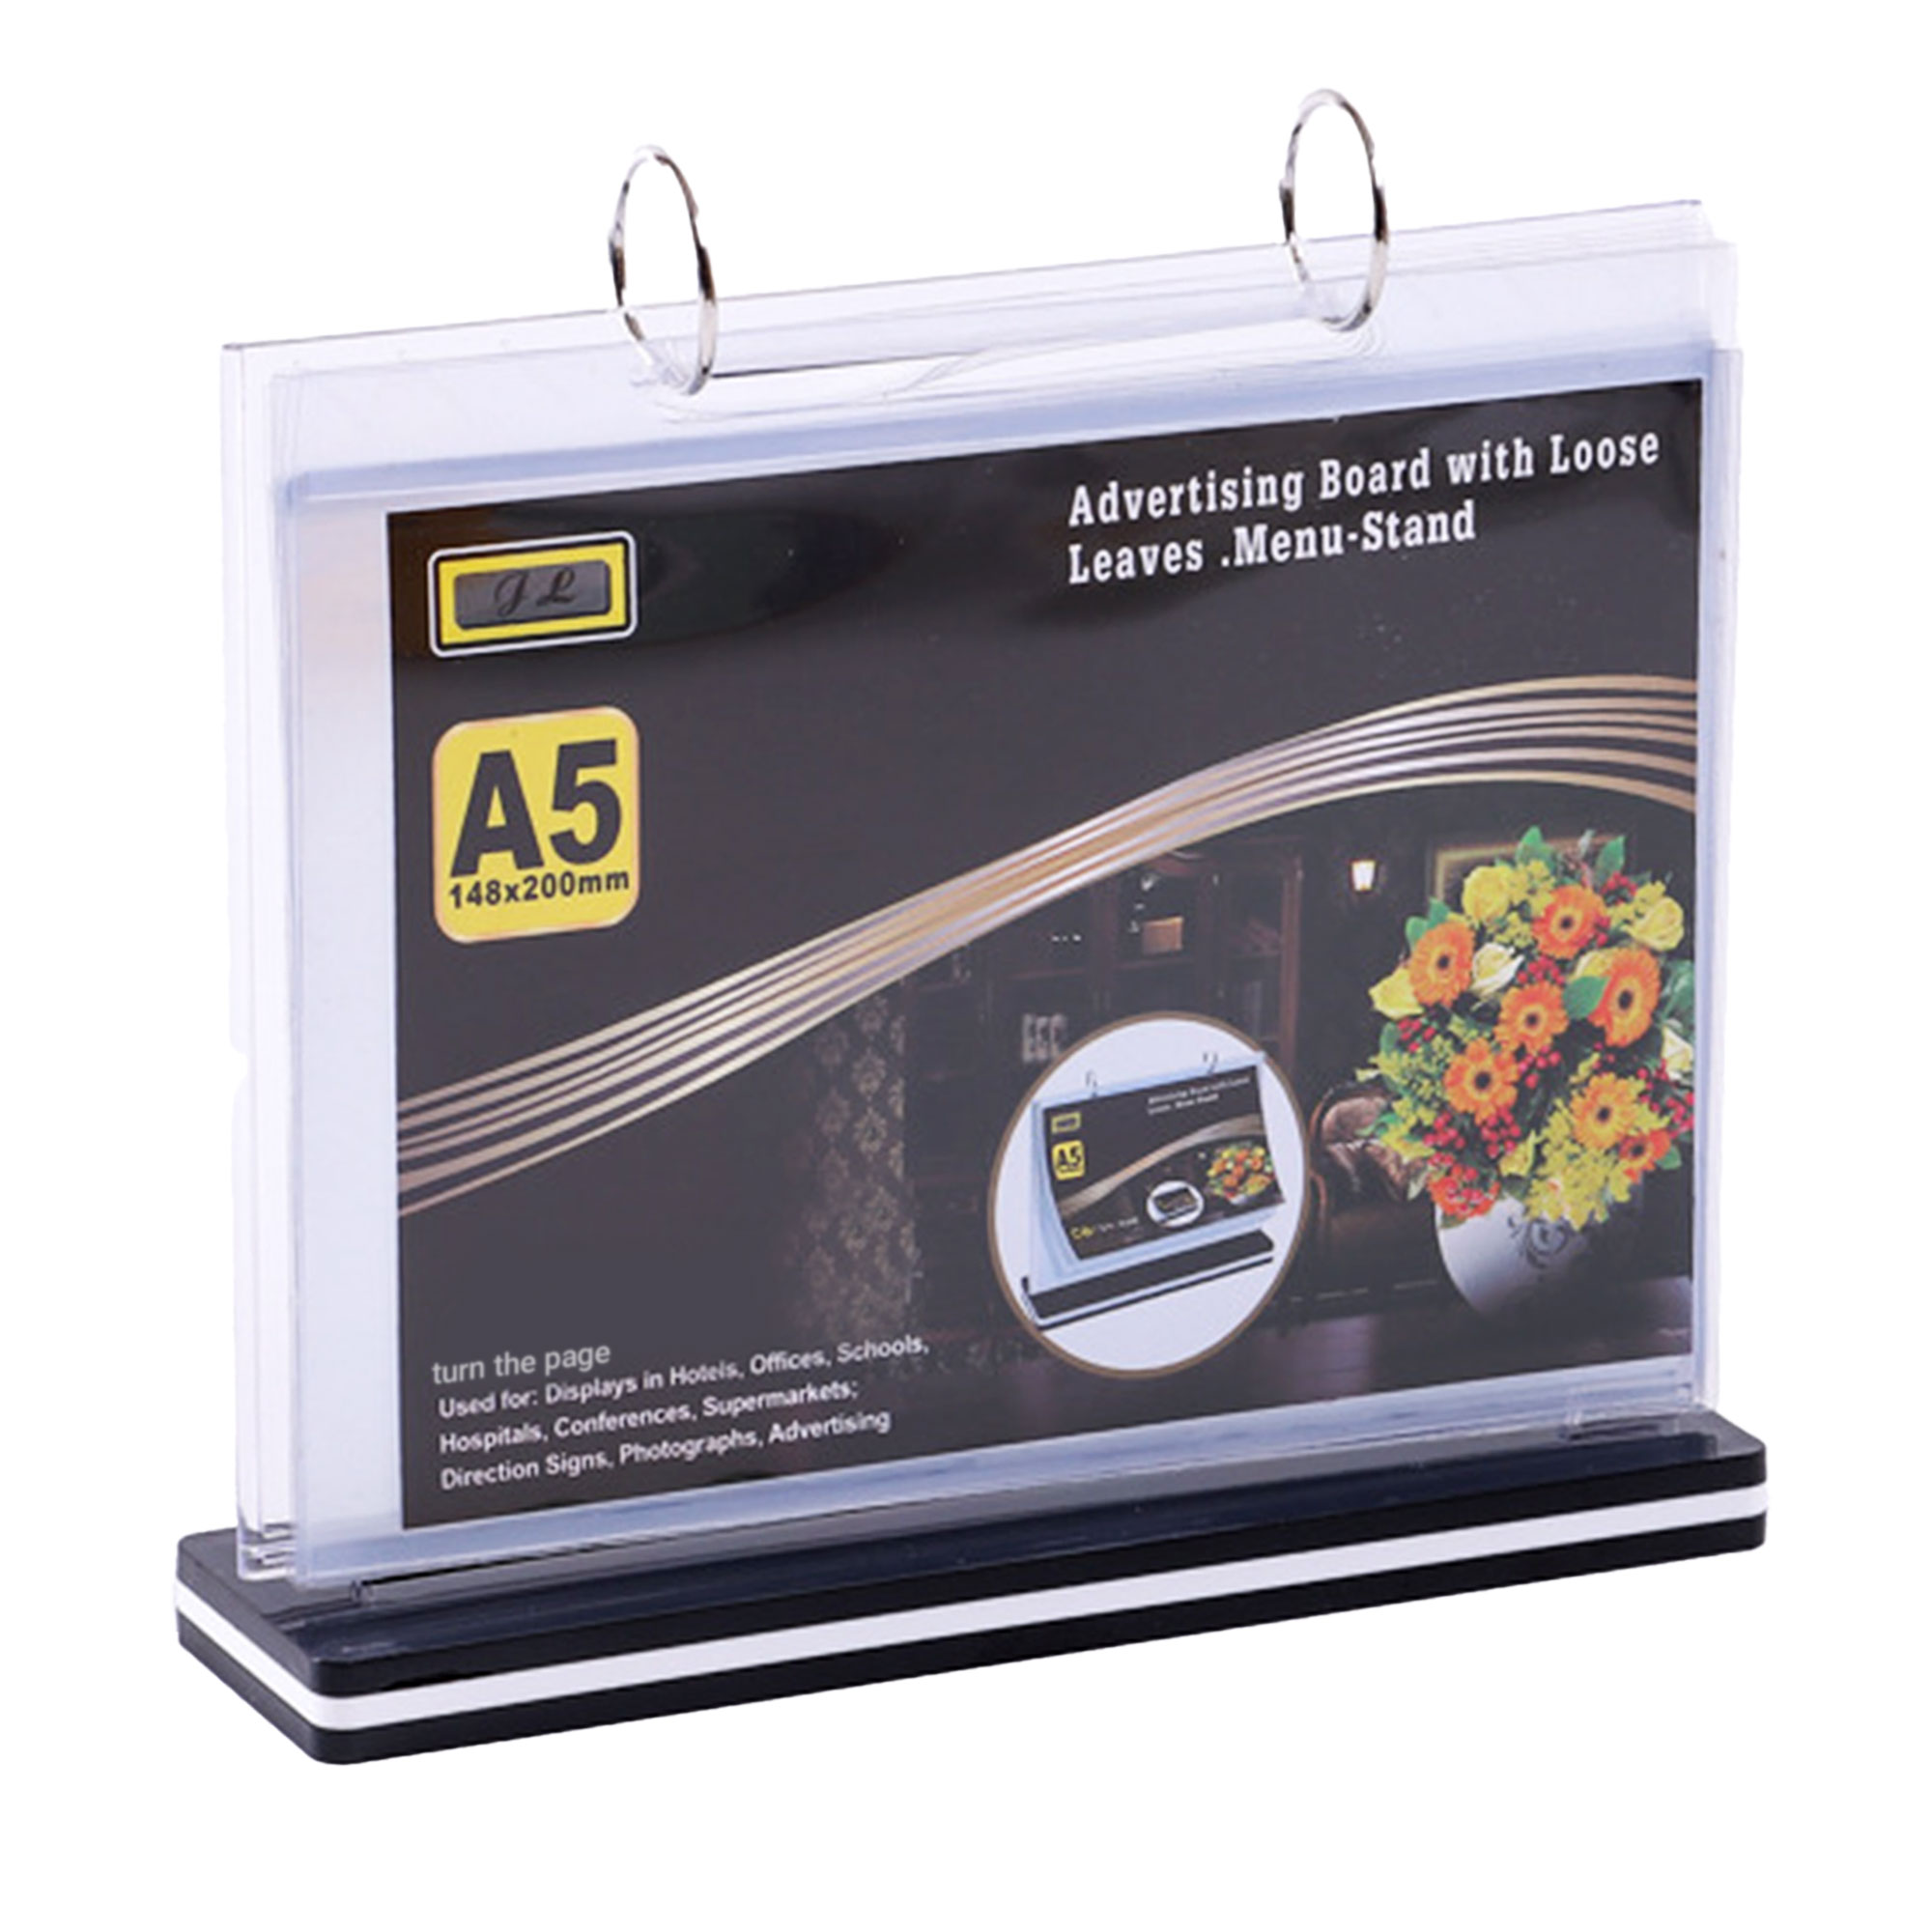 Advertising Board with Loose
Leaves .Menu-Stand
JL
A5
148x200mm
A5
turn the page
Used for: Displays in Hotels, Offices, Schools,
Hospitals, Conferences, Supermarkets;
Direction Signs, Photographs, Advertising